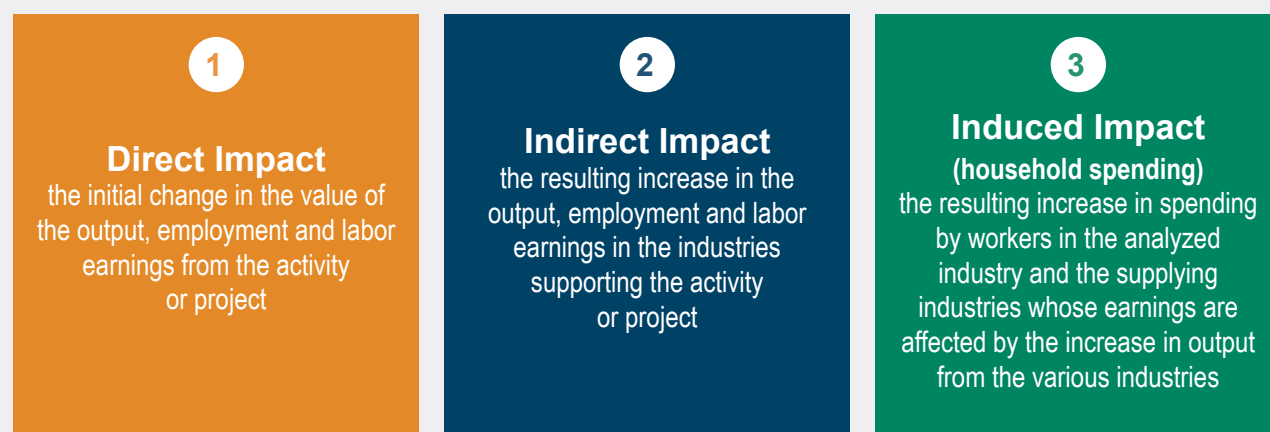 1
Direct Impact
the initial change in the value of
the output, employment and labor
earnings from the activity
or project
2
Indirect Impact
the resulting increase in the
output, employment and labor
earnings in the industries
supporting the activity
or project
3
Induced Impact
(household spending)
the resulting increase in spending
by workers in the analyzed
industry and the supplying
industries whose earnings are
affected by the increase in output
from the various industries